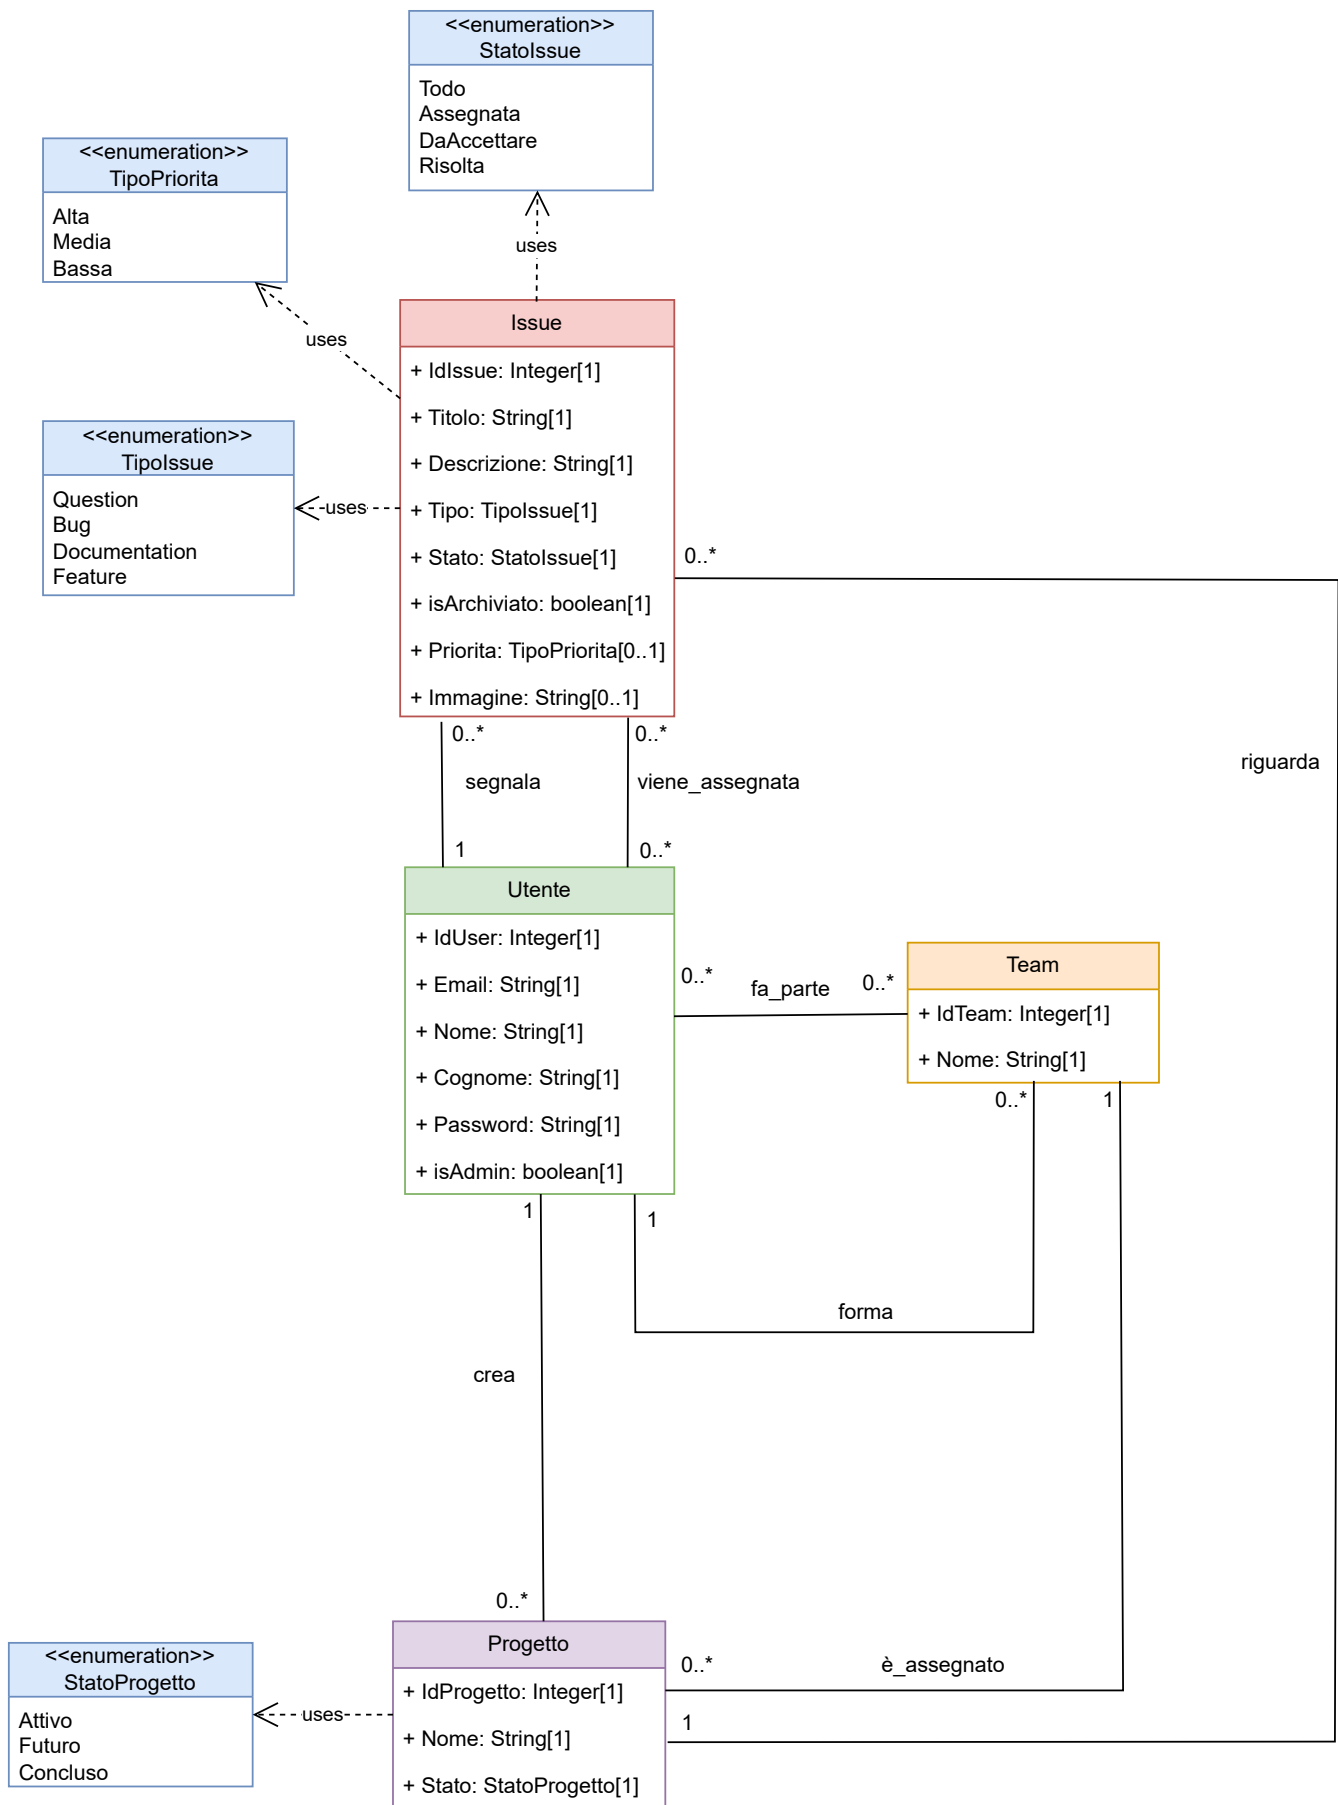 <<enumeration>>
StatoIssue
Todo
Assegnata
DaAccettare
Risolta
<<enumeration>>
TipoPriorita
Alta
Media
Bassa
uses
uses
Issue
+ IdIssue: Integer[1]
+ Titolo: String[1]
+ Descrizione: String[1]
+ Tipo: TipoIssue[1]
+ Stato: StatoIssue[1]
+ isArchiviato: boolean[1]
+ Priorita: TipoPriorita[0..1]
+ Immagine: String[0..1]
<<enumeration>>
TipoIssue
Question
Bug
Documentation
Feature
uses
0..*
0..*
0..*
segnala
viene_assegnata
riguarda
1
0..*
Utente
+ IdUser: Integer[1]
+ Email: String[1]
+ Nome: String[1]
+ Cognome: String[1]
+ Password: String[1]
+ isAdmin: boolean[1]
0..*
fa_parte
0..*
Team
+ IdTeam: Integer[1]
+ Nome: String[1]
0..*
1
1
1
forma
crea
0..*
Progetto
+ IdProgetto: Integer[1]
+ Nome: String[1]
+ Stato: StatoProgetto[1]
0..*
è_assegnato
1
<<enumeration>>
StatoProgetto
Attivo
Futuro
Concluso
uses